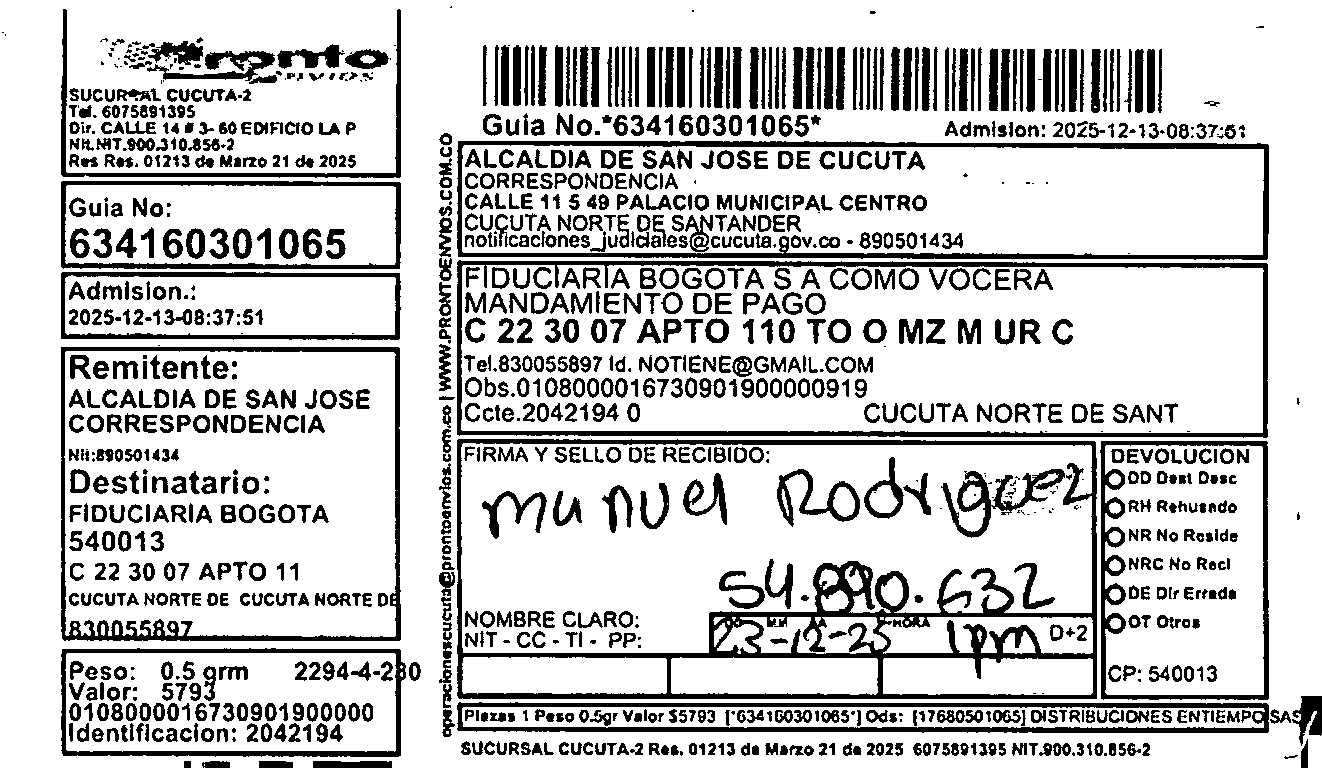 Pronto
ENVIOS
SUCURSAL CUCUTA-2
Tel. 6075891395
Dir. CALLE 14 # 3- 60 EDIFICIO LA P
Nit.NIT.900.310.856-2
Res Res. 01213 de Marzo 21 de 2025
Guia No:
634160301065
Admision.:
2025-12-13-08:37:51
Remitente:
ALCALDIA DE SAN JOSE
CORRESPONDENCIA
Nit:890501434
Destinatario:
FIDUCIARIA BOGOTA
540013
C 22 30 07 APTO 11
CUCUTA NORTE DE CUCUTA NORTE DE
830055897
Peso: 0.5 grm 2294-4-230
Valor: 5793
01080000167309019000​00
Identificacion: 2042194
operacionescucuta@prontoenvios.com.co | WWW.PRONTOENVIOS.COM.CO
Guia No.*634160301065*
Admision: 2025-12-13-08:37:51
ALCALDIA DE SAN JOSE DE CUCUTA
CORRESPONDENCIA
CALLE 11 5 49 PALACIO MUNICIPAL CENTRO
CUCUTA NORTE DE SANTANDER
notificaciones_judiciales@cucuta.gov.co - 890501434
FIDUCIARIA BOGOTA S A COMO VOCERA
MANDAMIENTO DE PAGO
C 22 30 07 APTO 110 TO O MZ M UR C
Tel.830055897 Id. NOTIENE@GMAIL.COM
Obs.01080000167309019000​00919
Ccte.2042194 0 CUCUTA NORTE DE SANT
FIRMA Y SELLO DE RECIBIDO:
Manuel Rodriguez
54.890.632
NOMBRE CLARO:
NIT - CC - TI - PP:
DD MM AA HORA
23-12-25 1pm D+2
DEVOLUCION
DD Dest Desc
RH Rehusado
NR No Reside
NRC No Recl
DE Dir Errada
OT Otros
CP: 540013
Piezas 1 Peso 0.5gr Valor $5793 [*634160301065*] Ods: [17680501065] DISTRIBUCIONES ENTIEMPO SAS
SUCURSAL CUCUTA-2 Res. 01213 de Marzo 21 de 2025 6075891395 NIT.900.310.856-2